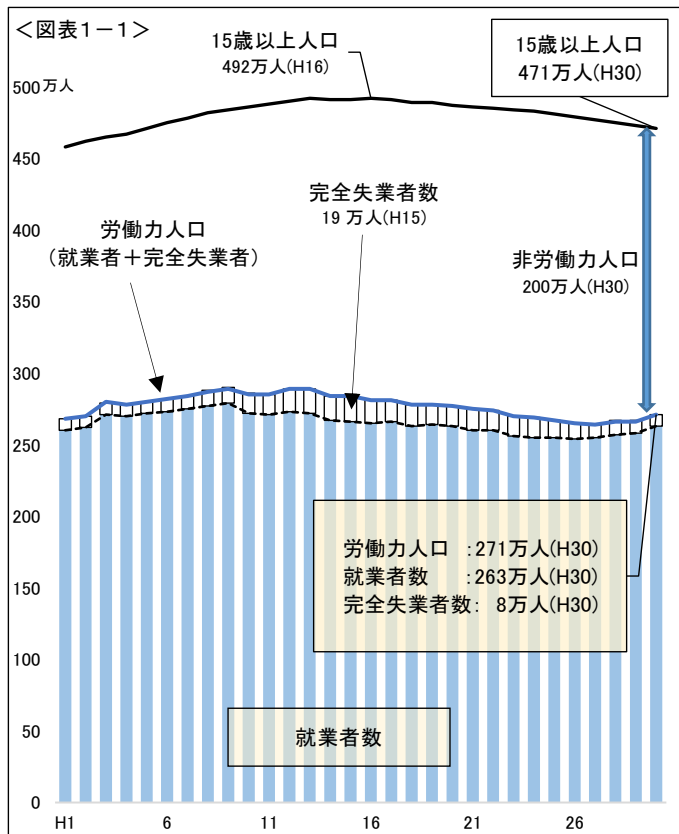 ＜図表１－１＞
15歳以上人口
492万人(H16)
15歳以上人口
471万人(H30)
500万人
450
400
350
300
250
200
150
100
50
0
完全失業者数
19 万人(H15)
労働力人口
（就業者＋完全失業者）
非労働力人口
200万人(H30)
労働力人口 ：271万人(H30)
就業者数 ：263万人(H30)
完全失業者数： 8万人(H30)
就業者数
H1 6 11 16 21 26